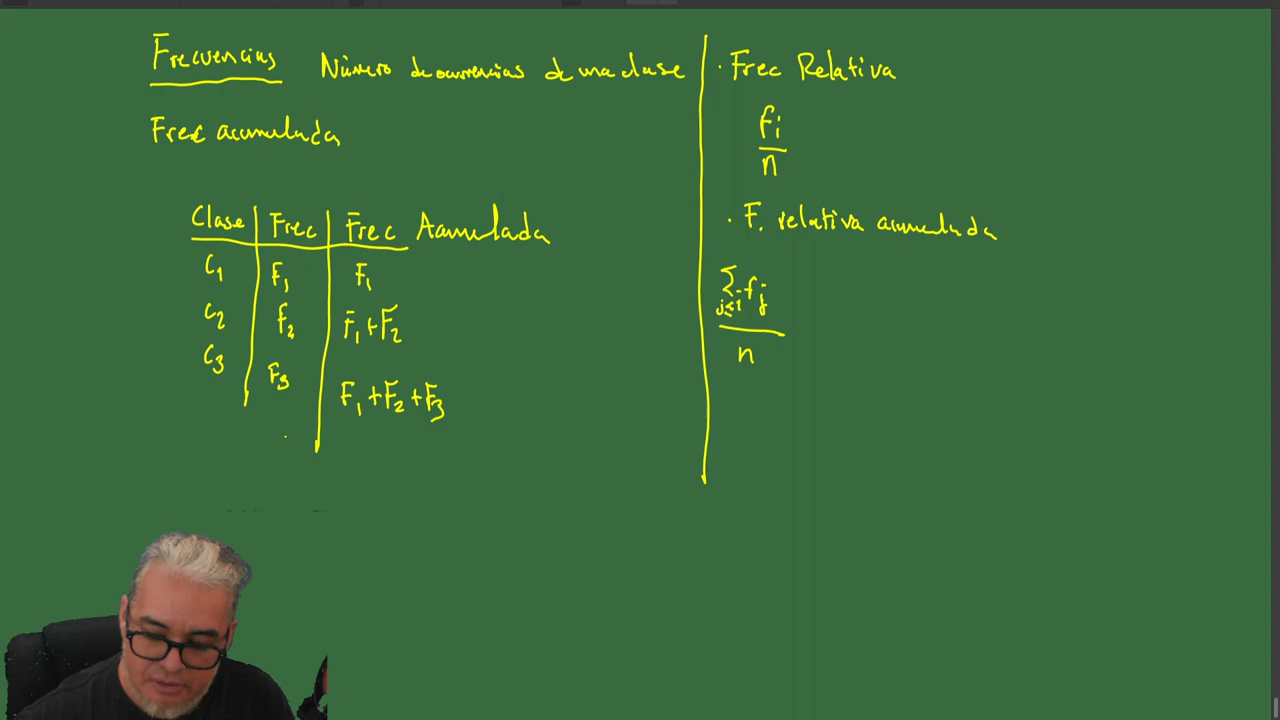 Frecuencias Número de ocurrencias de una clase
Frec acumulada
Clase Frec Frec Acumulada
C1 F1 F1
C2 F2 F1+F2
C3 F3 F1+F2+F3
· Frec Relativa
fi
n
· F. relativa acumulada
∑ fj
j≤i
n